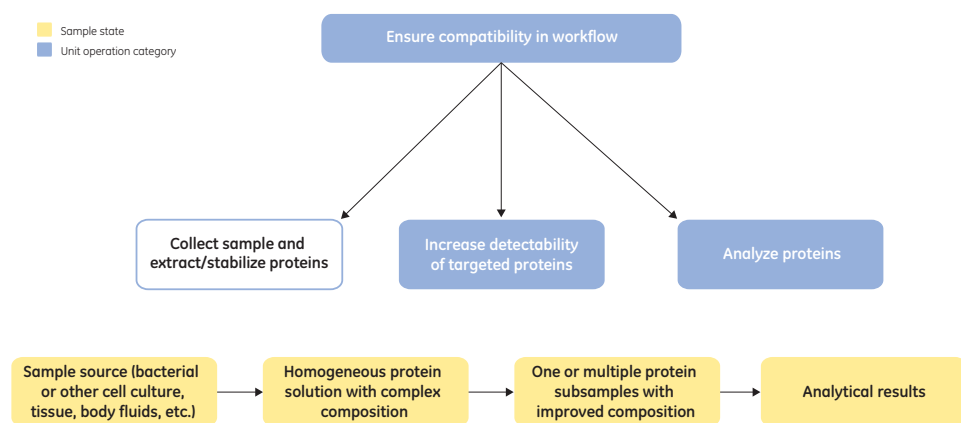 Sample state
Unit operation category
Ensure compatibility in workflow
Collect sample and
extract/stabilize proteins
Increase detectability
of targeted proteins
Analyze proteins
Sample source (bacterial
or other cell culture,
tissue, body fluids, etc.)
Homogeneous protein
solution with complex
composition
One or multiple protein
subsamples with
improved composition
Analytical results